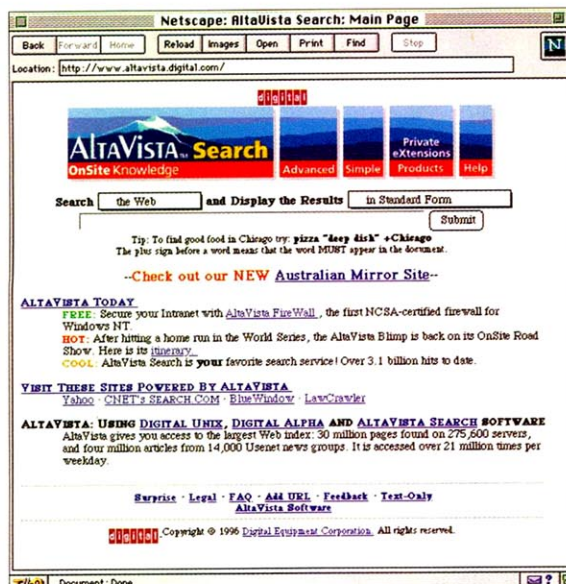 Netscape: AltaVista Search: Main Page
Back Forward Home Reload Images Open Print Find Stop
N
Location: http://www.altavista.digital.com/
digital
ALTAVISTA Search
OnSite Knowledge
Advanced
Simple
Private eXtensions
Products
Help
Search the Web and Display the Results in Standard Form
Submit
Tip: To find good food in Chicago try: pizza "deep dish" +Chicago
The plus sign before a word means that the word MUST appear in the document.
--Check out our NEW Australian Mirror Site--
ALTAVISTA TODAY
FREE: Secure your Intranet with AltaVista FireWall , the first NCSA-certified firewall for
Windows NT.
HOT: After hitting a home run in the World Series, the AltaVista Blimp is back on its OnSite Road
Show. Here is its itinerary.
COOL: AltaVista Search is your favorite search service! Over 3.1 billion hits to date.
VISIT THESE SITES POWERED BY ALTAVISTA
Yahoo · CNET's SEARCH.COM · BlueWindow · LawCrawler
ALTAVISTA: USING DIGITAL UNIX, DIGITAL ALPHA AND ALTAVISTA SEARCH SOFTWARE
AltaVista gives you access to the largest Web index: 30 million pages found on 275,600 servers,
and four million articles from 14,000 Usenet news groups. It is accessed over 21 million times per
weekday.
Surprise · Legal · FAQ · Add URL · Feedback · Text-Only
AltaVista Software
digital Copyright © 1996 Digital Equipment Corporation. All rights reserved.
Document: Done
?